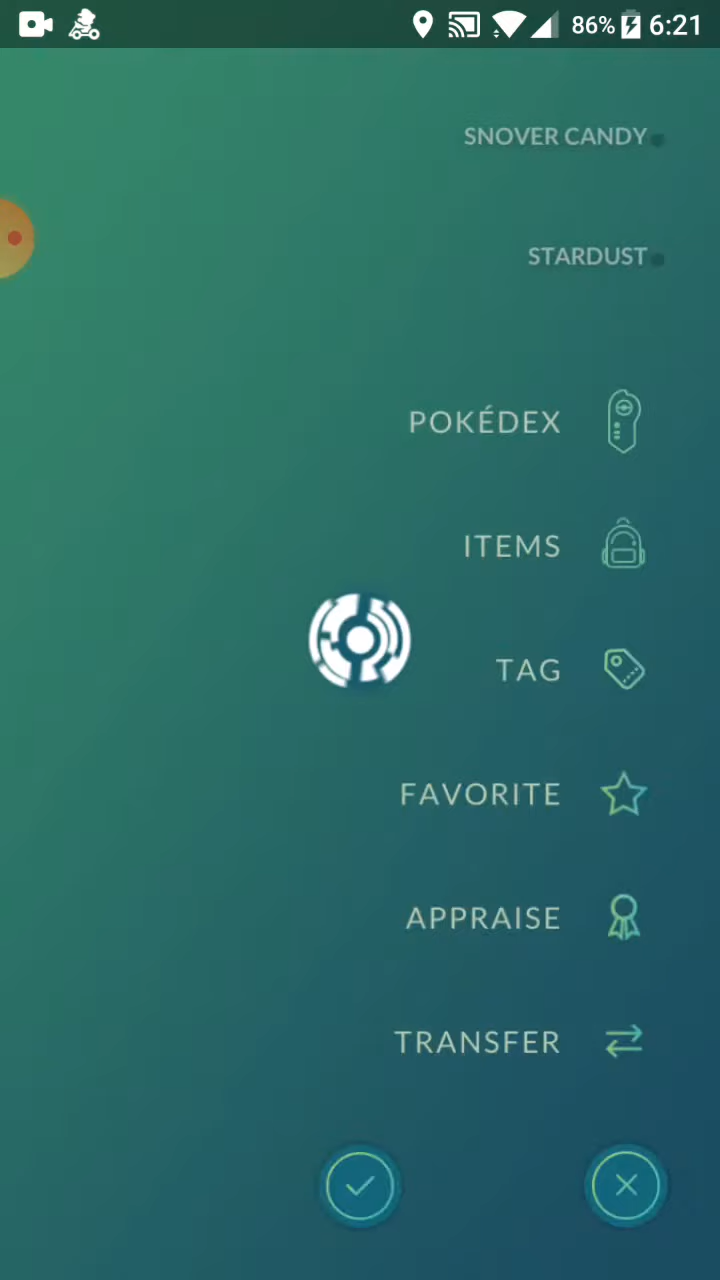 86% 6:21
SNOVER CANDY
STARDUST
POKÉDEX
ITEMS
TAG
FAVORITE
APPRAISE
TRANSFER